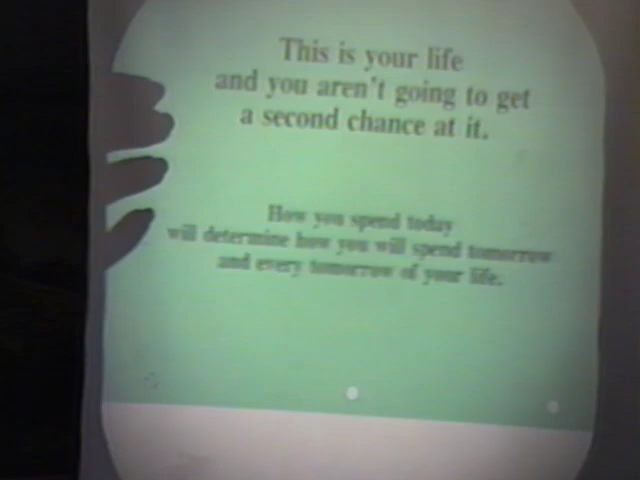 This is your life
and you aren't going to get
a second chance at it.
How you spend today
will determine how you will spend tomorrow
and every tomorrow of your life.